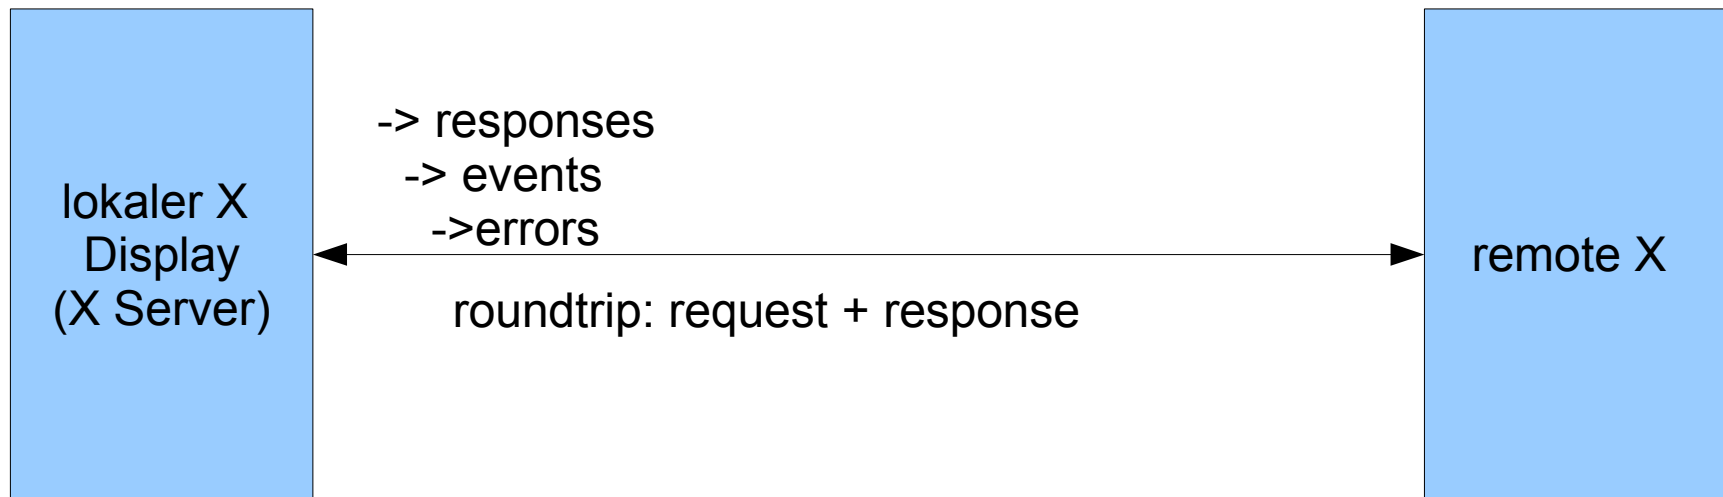 lokaler X
Display
(X Server)
-> responses
-> events
->errors
roundtrip: request + response
remote X